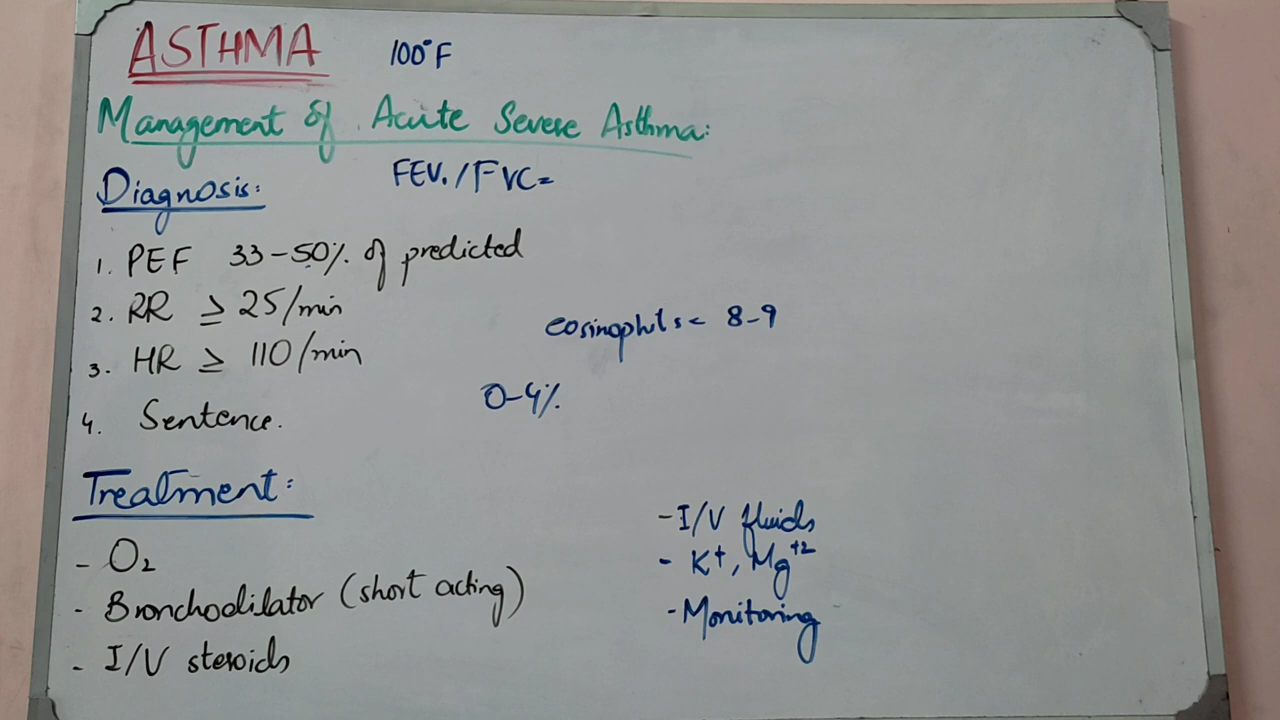 ASTHMA
100°F
Management of Acute Severe Asthma:
Diagnosis:
FEV₁/FVC=
1. PEF 33-50% of predicted
2. RR ≥ 25/min
3. HR ≥ 110/min
eosinophils = 8-9
0-4%
4. Sentence.
Treatment:
- O₂
- Bronchodilator (short acting)
- I/V steroids
- I/V fluids
- K+, Mg+2
- Monitoring